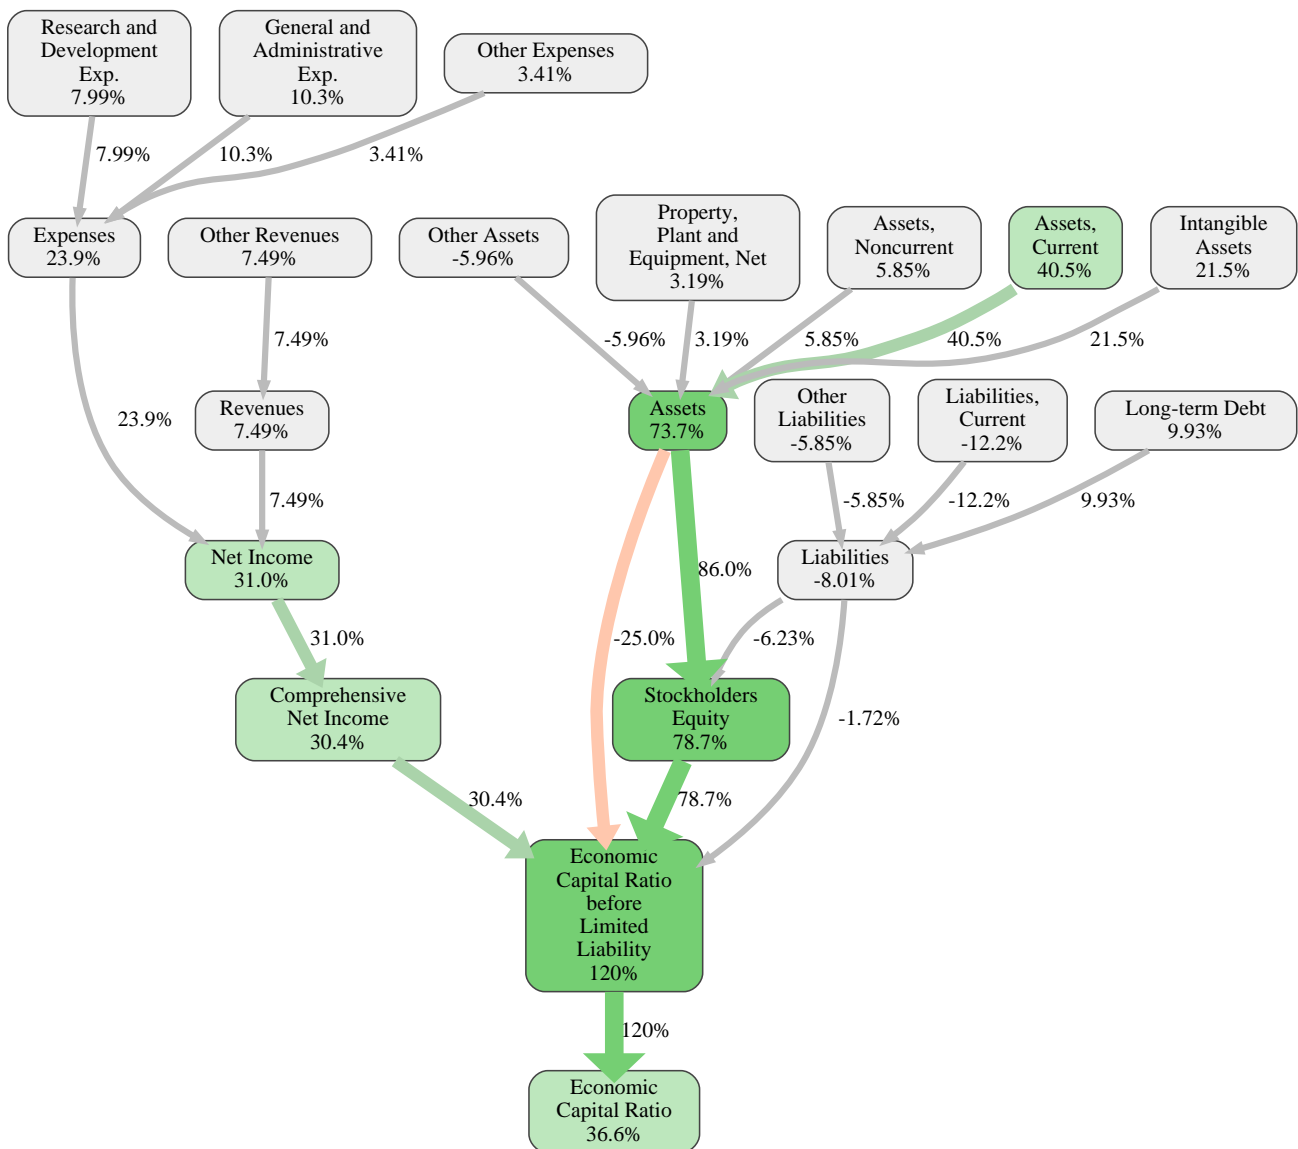 Research and
Development
Exp.
7.99%
General and
Administrative
Exp.
10.3%
Other Expenses
3.41%
7.99%
10.3%
3.41%
Expenses
23.9%
Other Revenues
7.49%
Other Assets
-5.96%
Property,
Plant and
Equipment, Net
3.19%
Assets,
Noncurrent
5.85%
Assets,
Current
40.5%
Intangible
Assets
21.5%
7.49%
-5.96%
3.19%
5.85%
40.5%
21.5%
23.9%
Revenues
7.49%
Assets
73.7%
Other
Liabilities
-5.85%
Liabilities,
Current
-12.2%
Long-term Debt
9.93%
7.49%
-5.85%
-12.2%
9.93%
Net Income
31.0%
86.0%
Liabilities
-8.01%
31.0%
-25.0%
-6.23%
Comprehensive
Net Income
30.4%
Stockholders
Equity
78.7%
-1.72%
30.4%
78.7%
Economic
Capital Ratio
before
Limited
Liability
120%
120%
Economic
Capital Ratio
36.6%